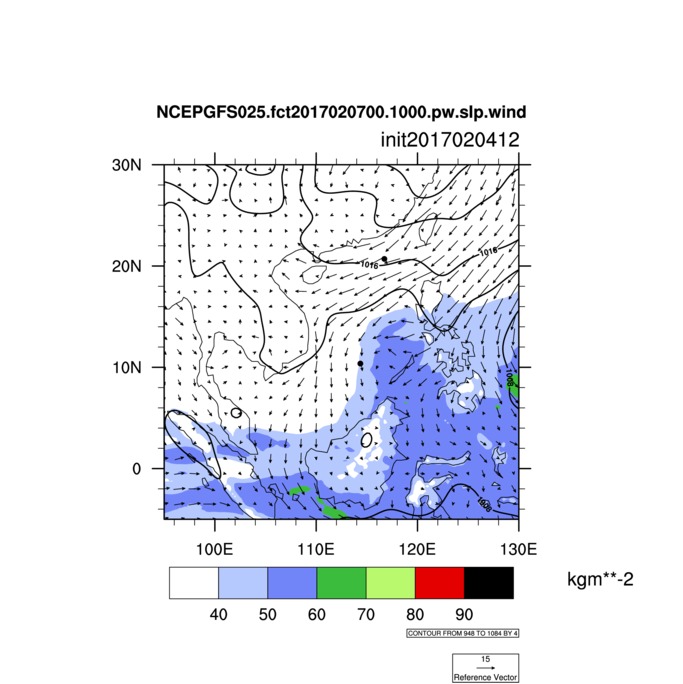 NCEPGFS025.fct2017020700.1000.pw.slp.wind
init2017020412
30N
1016
1016
20N
10N
1008
0
1008
100E 110E 120E 130E
kgm**-2
40 50 60 70 80 90
CONTOUR FROM 948 TO 1084 BY 4
15
Reference Vector